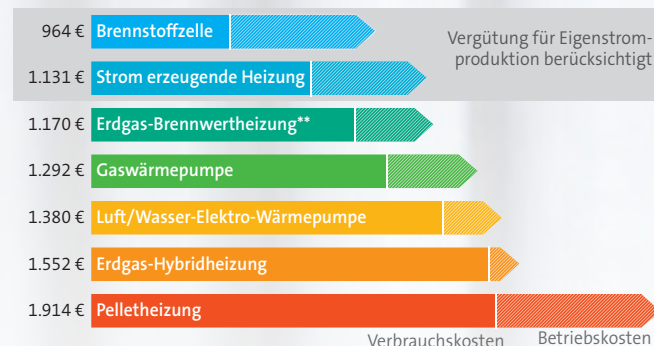 964 € Brennstoffzelle
Vergütung für Eigenstrom-
produktion berücksichtigt
1.131 € Strom erzeugende Heizung
1.170 € Erdgas-Brennwertheizung**
1.292 € Gaswärmepumpe
1.380 € Luft/Wasser-Elektro-Wärmepumpe
1.552 € Erdgas-Hybridheizung
1.914 € Pelletheizung
Verbrauchskosten Betriebskosten